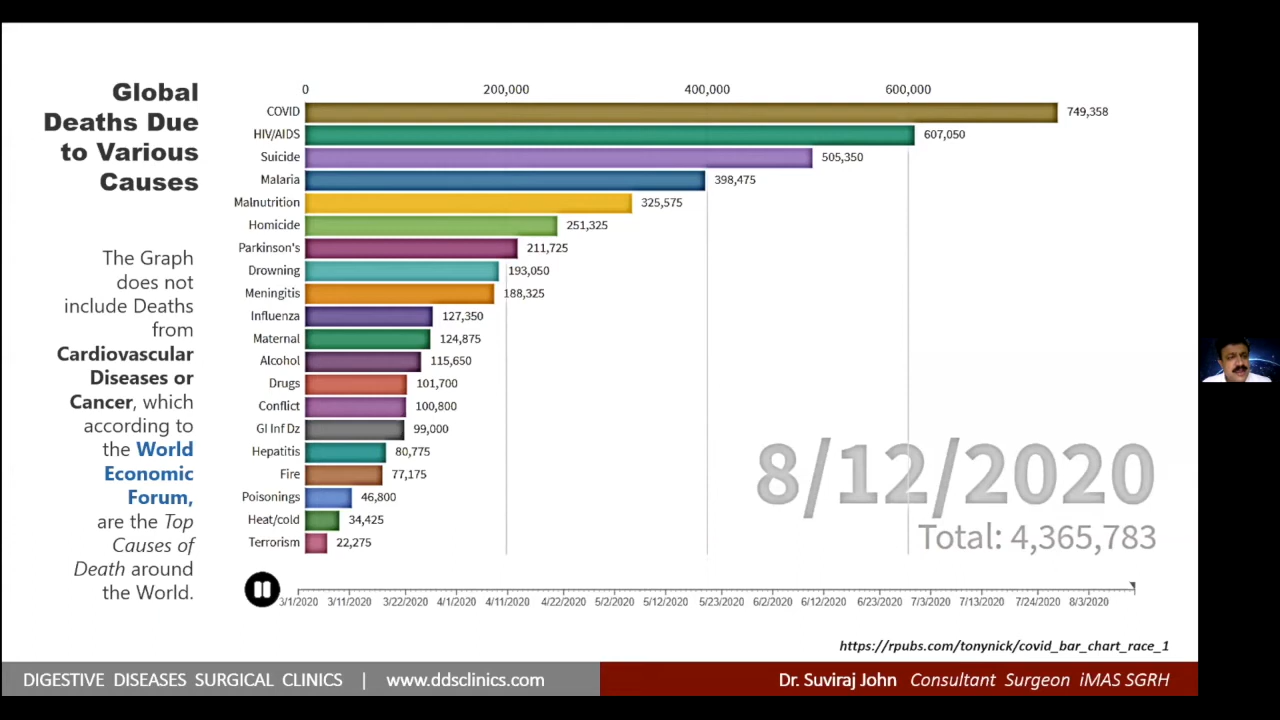 Global
Deaths Due
to Various
Causes
The Graph
does not
include Deaths
from
Cardiovascular
Diseases or
Cancer, which
according to
the World
Economic
Forum,
are the Top
Causes of
Death around
the World.
0 200,000 400,000 600,000
COVID 749,358
HIV/AIDS 607,050
Suicide 505,350
Malaria 398,475
Malnutrition 325,575
Homicide 251,325
Parkinson's 211,725
Drowning 193,050
Meningitis 188,325
Influenza 127,350
Maternal 124,875
Alcohol 115,650
Drugs 101,700
Conflict 100,800
GI Inf Dz 99,000
Hepatitis 80,775
Fire 77,175
Poisonings 46,800
Heat/cold 34,425
Terrorism 22,275
8/12/2020
Total: 4,365,783
3/1/2020 3/11/2020 3/22/2020 4/1/2020 4/11/2020 4/22/2020 5/2/2020 5/12/2020 5/23/2020 6/2/2020 6/12/2020 6/23/2020 7/3/2020 7/13/2020 7/24/2020 8/3/2020
https://rpubs.com/tonynick/covid_bar_chart_race_1
DIGESTIVE DISEASES SURGICAL CLINICS | www.ddsclinics.com
Dr. Suviraj John Consultant Surgeon iMAS SGRH